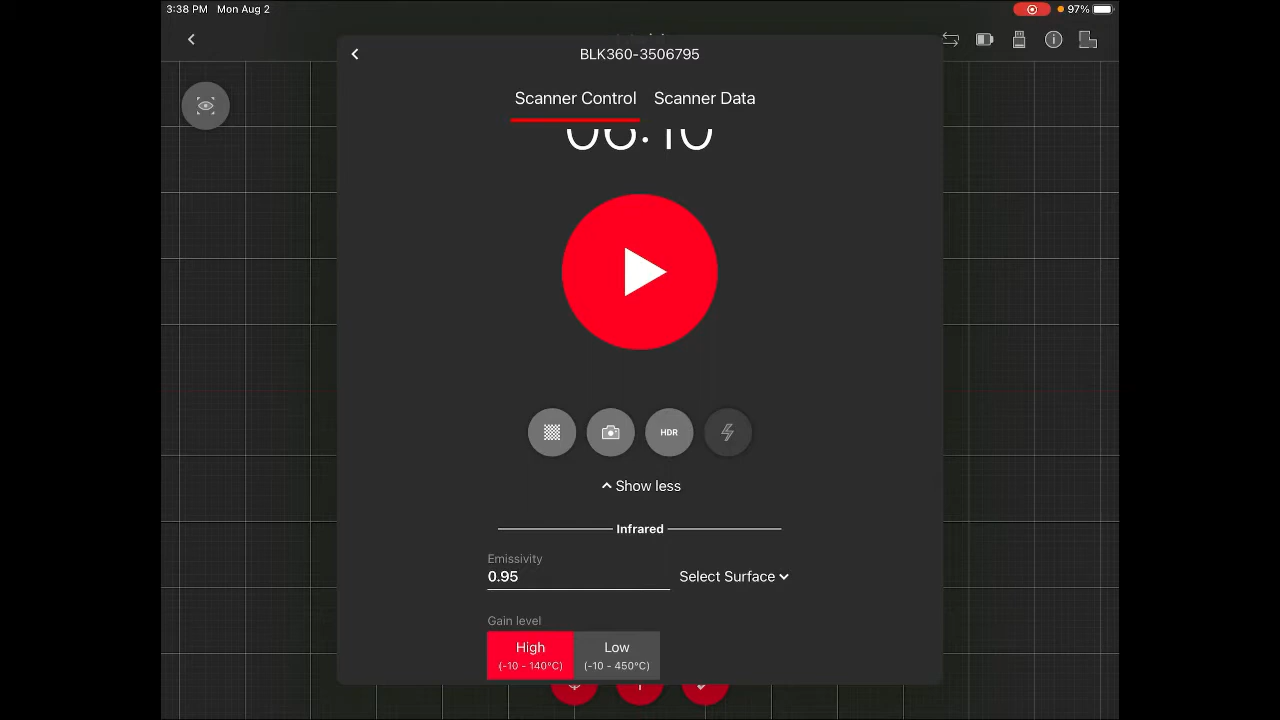 3:38 PM Mon Aug 2
97%
BLK360-3506795
Scanner Control Scanner Data
HDR
Show less
Infrared
Emissivity
0.95
Select Surface
Gain level
High Low
(-10 - 140°C) (-10 - 450°C)